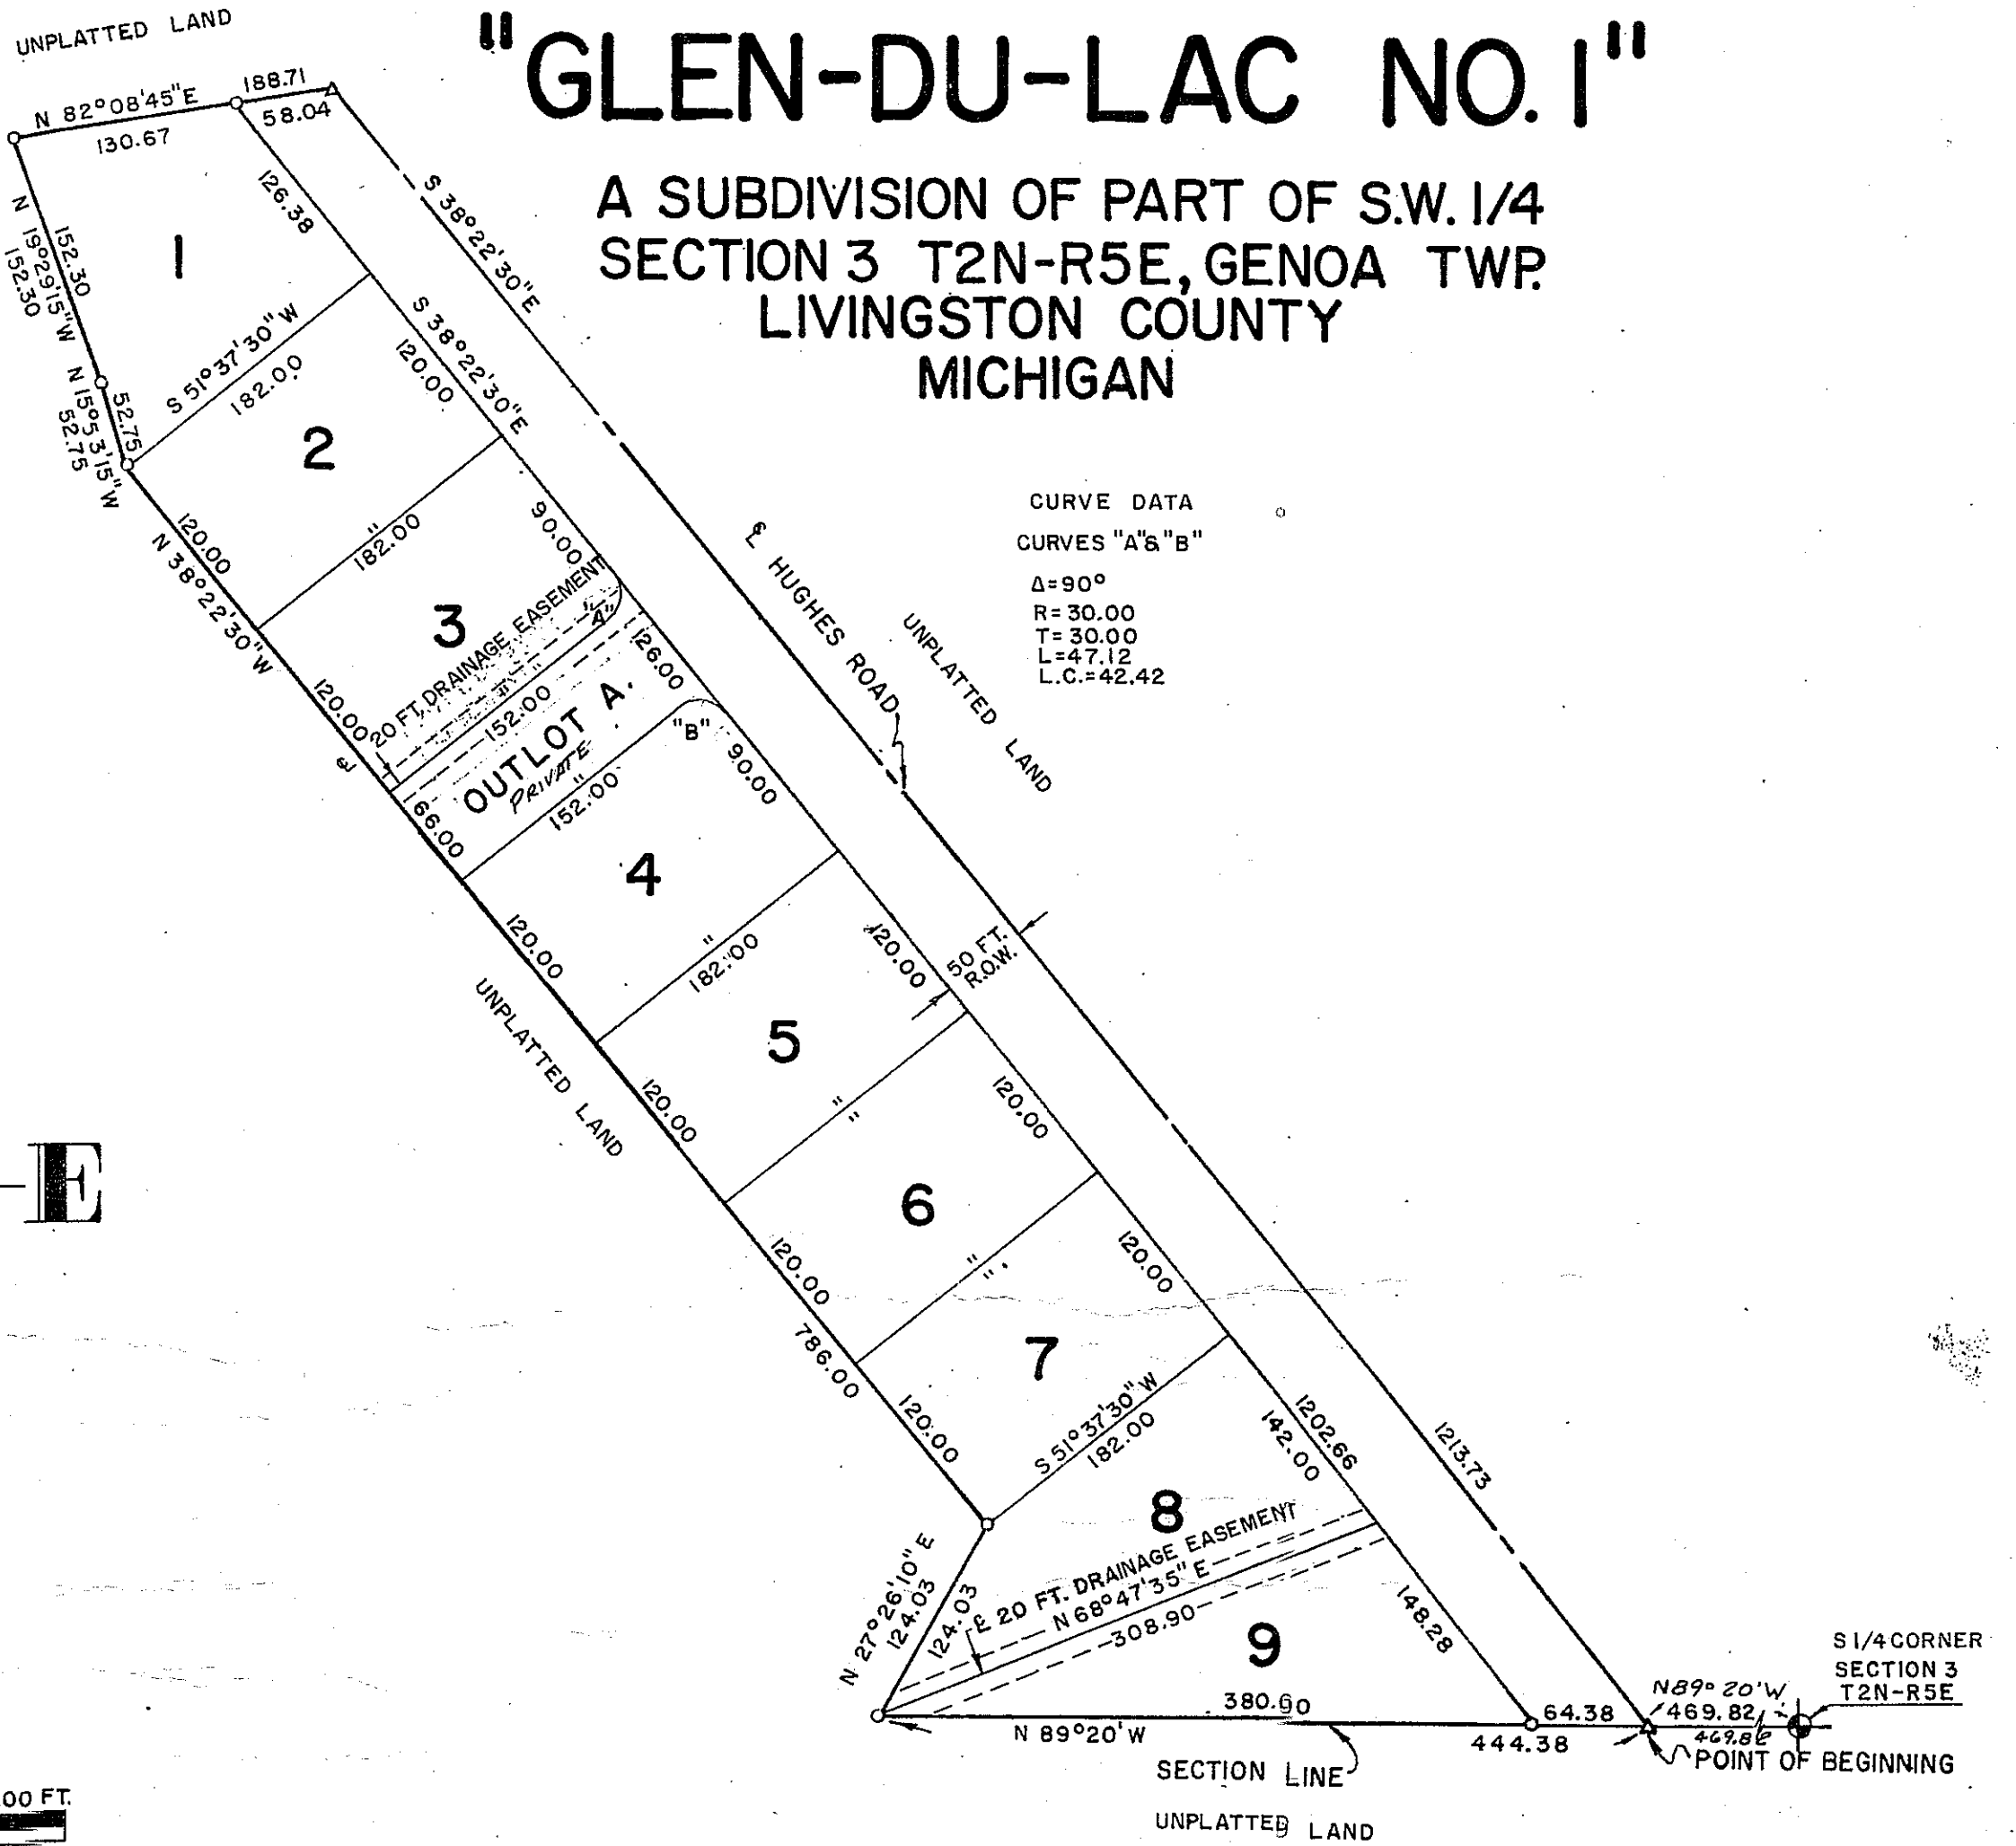 "GLEN-DU-LAC NO. 1"
A SUBDIVISION OF PART OF S.W. 1/4
SECTION 3 T2N-R5E, GENOA TWP.
LIVINGSTON COUNTY
MICHIGAN
UNPLATTED LAND
N 82°08'45"E
130.67
188.71
58.04
S 38°22'30"E
126.38
N 19°29'15"W
152.30
152.30
1
S 51°37'30"W
182.00
S 38°22'30"E
120.00
N 15°53'15"W
52.75
52.75
2
120.00
N 38°22'30"W
"
182.00
90.00
3
20 FT. DRAINAGE EASEMENT
"A"
120.00
"
152.00
126.00
OUTLOT A.
PRIVATE
66.00
"
152.00
"B"
90.00
CURVE DATA
CURVES "A"&"B"
Δ=90°
R=30.00
T=30.00
L=47.12
L.C.=42.42
℄ HUGHES ROAD
UNPLATTED LAND
4
120.00
"
182.00
120.00
50 FT.
R.O.W.
UNPLATTED LAND
5
120.00
" "
120.00
E
6
120.00
" "
120.00
786.00
7
120.00
S 51°37'30"W
182.00
1202.66
142.00
1213.73
8
N 27°26'10"E
124.03
124.03
℄ 20 FT. DRAINAGE EASEMENT
N 68°47'35"E
308.90
9
148.28
380.00
N 89°20'W
64.38
444.38
N89°20'W
469.82
469.82
S 1/4 CORNER
SECTION 3
T2N-R5E
POINT OF BEGINNING
SECTION LINE
UNPLATTED LAND
00 FT.